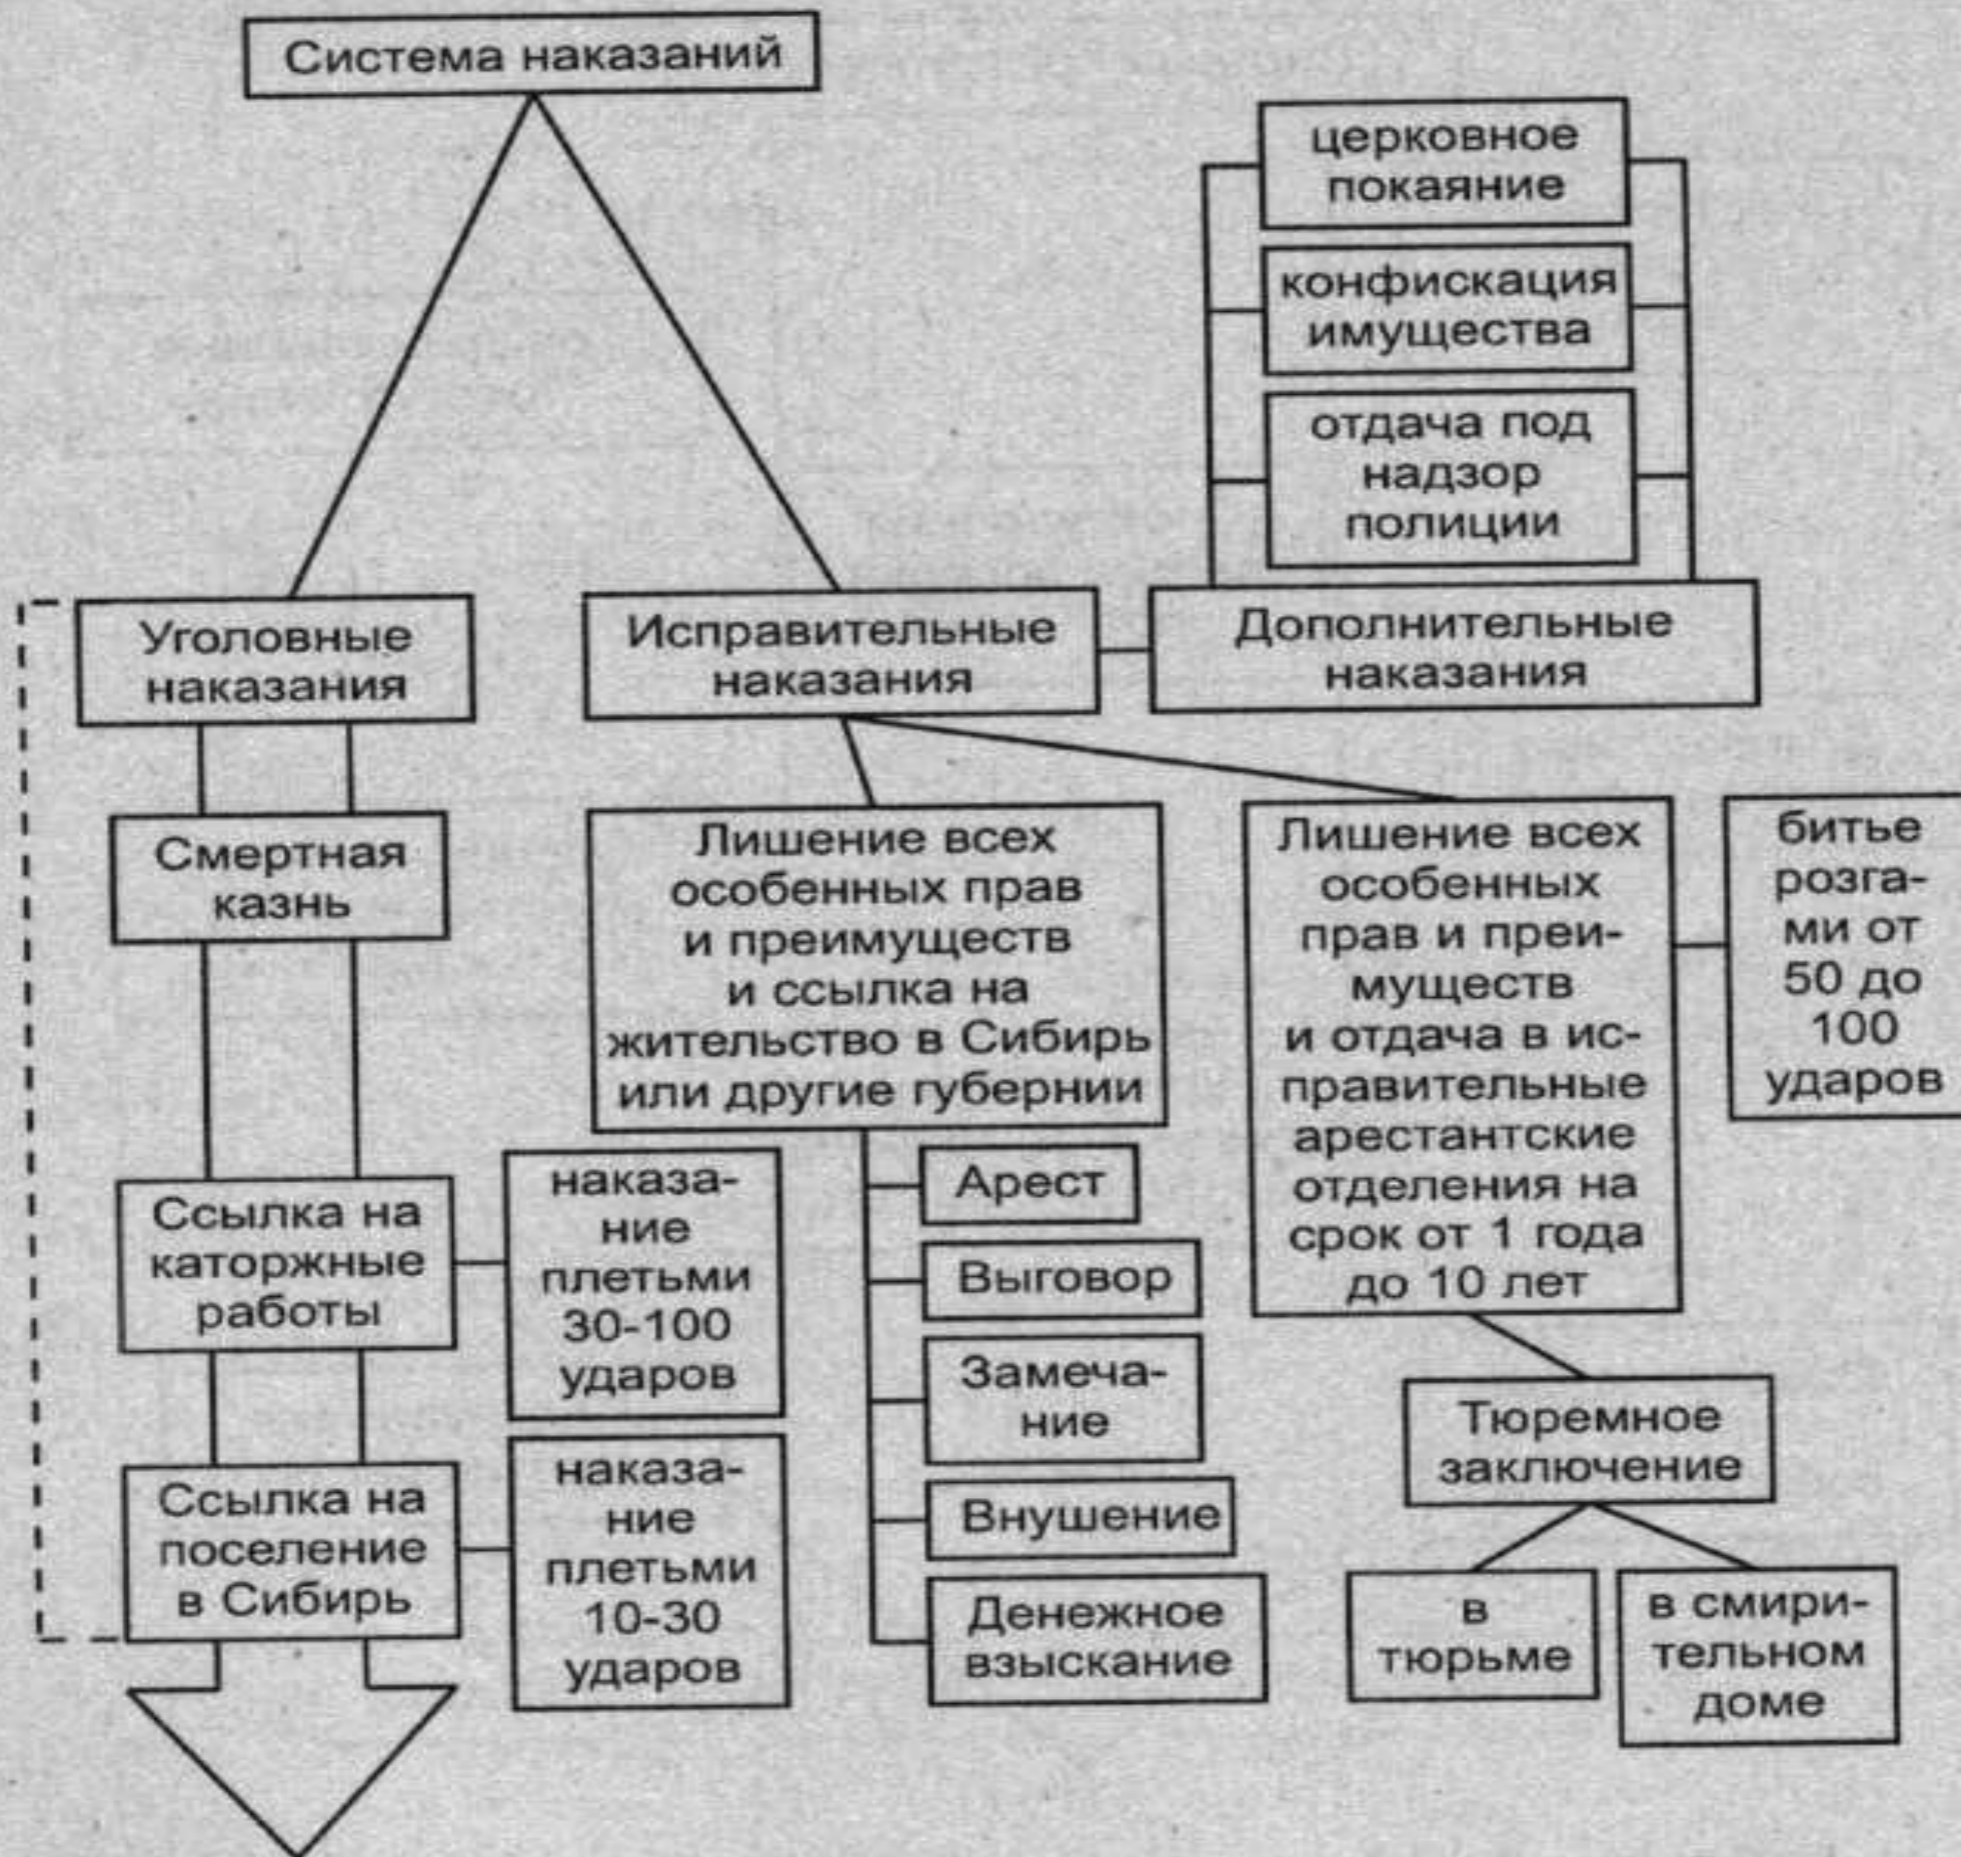 Система наказаний
церковное
покаяние
конфискация
имущества
отдача под
надзор
полиции
Уголовные
наказания
Исправительные
наказания
Дополнительные
наказания
Смертная
казнь
Ссылка на
каторжные
работы
наказа-
ние
плетьми
30-100
ударов
Ссылка на
поселение
в Сибирь
наказа-
ние
плетьми
10-30
ударов
Лишение всех
особенных прав
и преимуществ
и ссылка на
жительство в Сибирь
или другие губернии
Арест
Выговор
Замеча-
ние
Внушение
Денежное
взыскание
Лишение всех
особенных
прав и преи-
муществ
и отдача в ис-
правительные
арестантские
отделения на
срок от 1 года
до 10 лет
битье
розга-
ми от
50 до
100
ударов
Тюремное
заключение
в
тюрьме
в смири-
тельном
доме